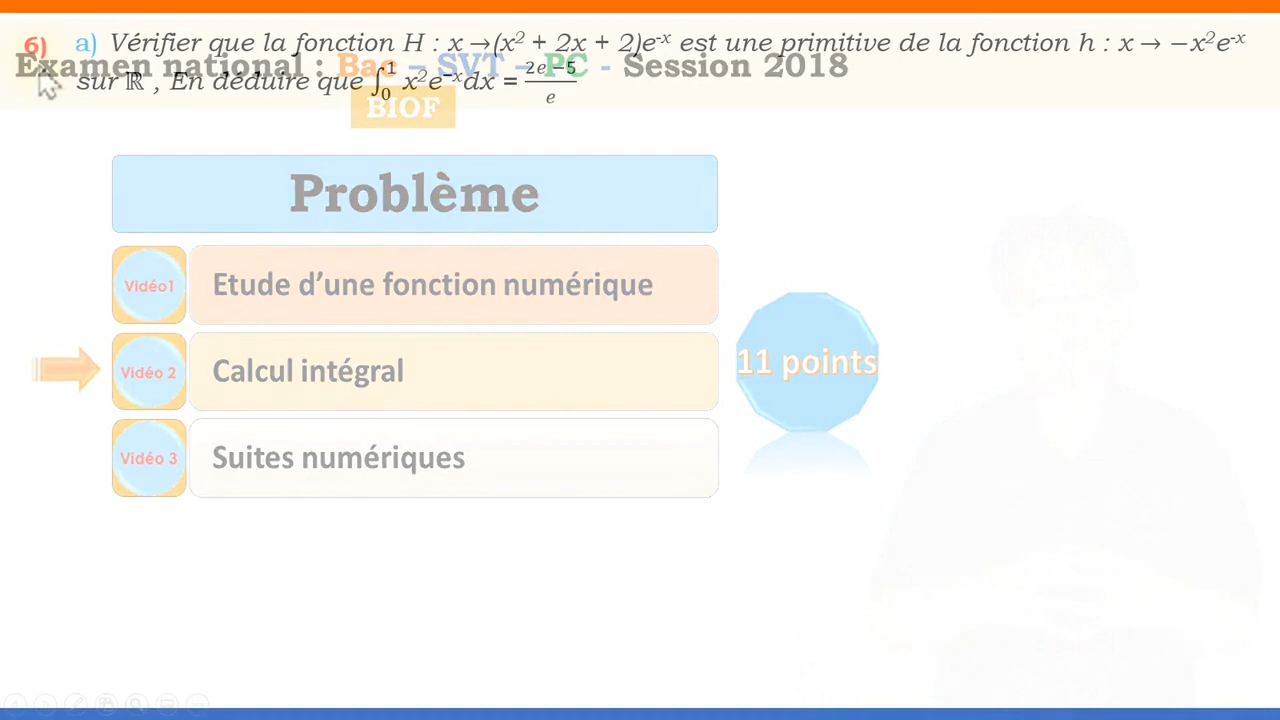 6) a) Vérifier que la fonction H : x →(x² + 2x + 2)e⁻ˣ est une primitive de la fonction h : x → −x²e⁻ˣ
Examen national : Bac – SVT – PC - Session 2018
sur ℝ , En déduire que ∫₀¹ x²e⁻ˣdx = (2e −5)/e
BIOF
Problème
Vidéo1 Etude d’une fonction numérique
Vidéo 2 Calcul intégral
11 points
Vidéo 3 Suites numériques